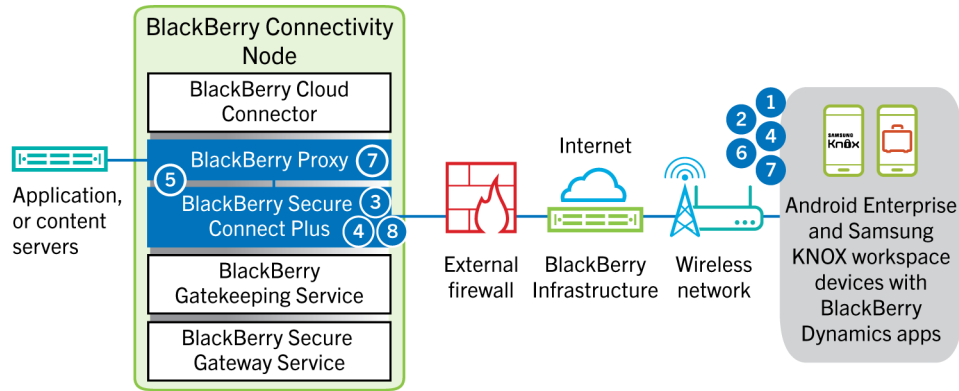 BlackBerry Connectivity
Node
BlackBerry Cloud
Connector
BlackBerry Proxy 7
5
BlackBerry Secure 3
Connect Plus 4 8
BlackBerry
Gatekeeping Service
BlackBerry Secure
Gateway Service
Application,
or content
servers
External
firewall
Internet
BlackBerry
Infrastructure
Wireless
network
1
2
4
6
7
SAMSUNG
Knox
Android Enterprise
and Samsung
KNOX workspace
devices with
BlackBerry
Dynamics apps